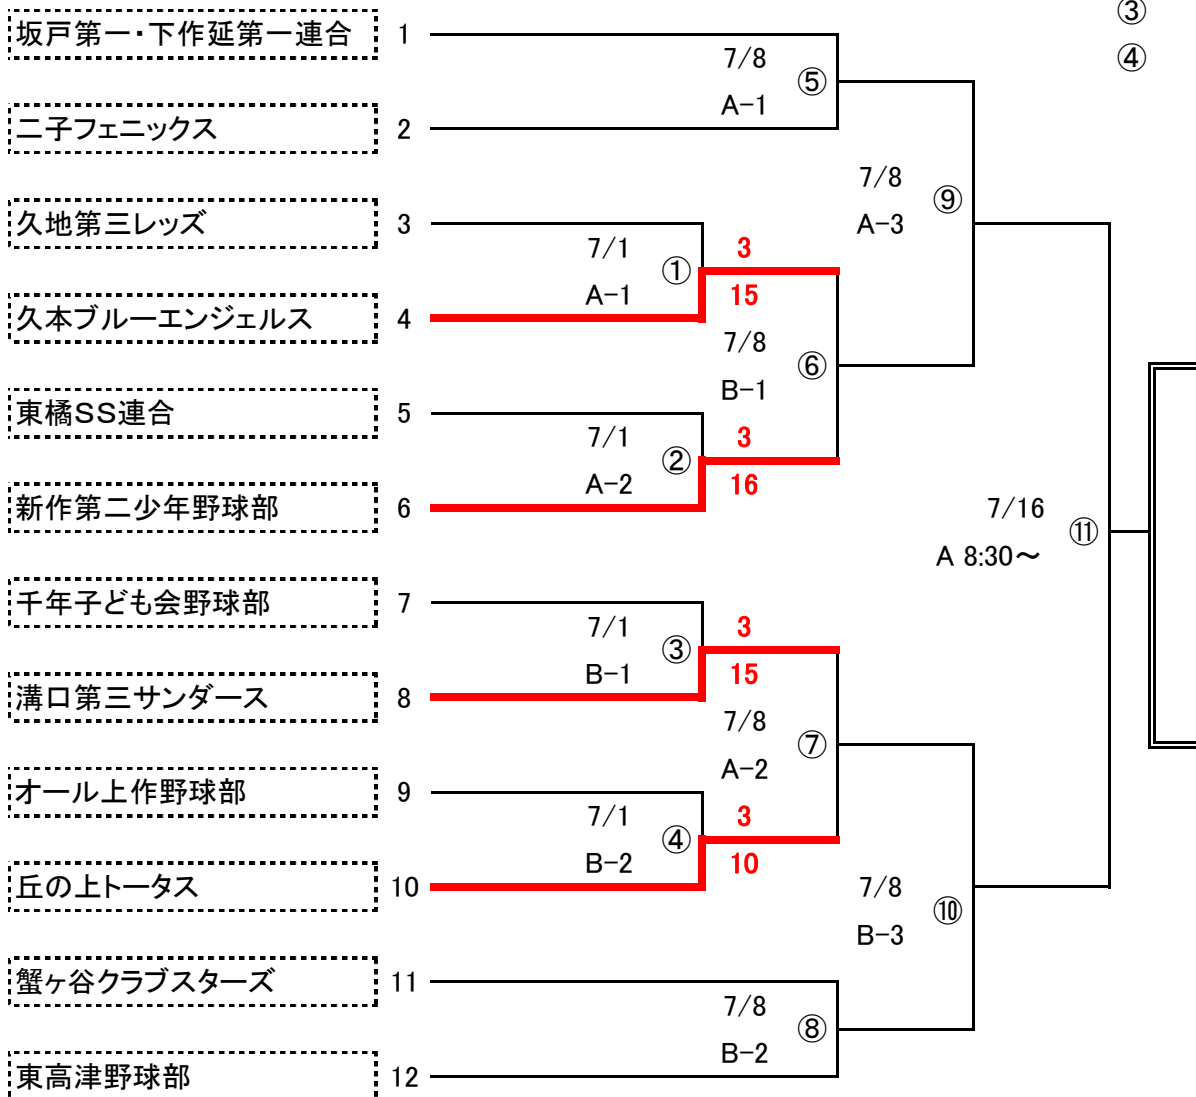 ③
坂戸第一・下作延第一連合 1
7/8
④
⑤
A-1
二子フェニックス 2
7/8
⑨
久地第三レッズ 3
A-3
7/1 3
①
A-1 15
久本ブルーエンジェルス 4
7/8
⑥
B-1
東橘SS連合 5
7/1 3
②
A-2 16
新作第二少年野球部 6
7/16
⑪
A 8:30～
千年子ども会野球部 7
7/1 3
③
B-1 15
溝口第三サンダース 8
7/8
⑦
A-2
オール上作野球部 9
7/1 3
④
B-2 10
丘の上トータス 10
7/8
⑩
B-3
蟹ヶ谷クラブスターズ 11
7/8
⑧
B-2
東高津野球部 12